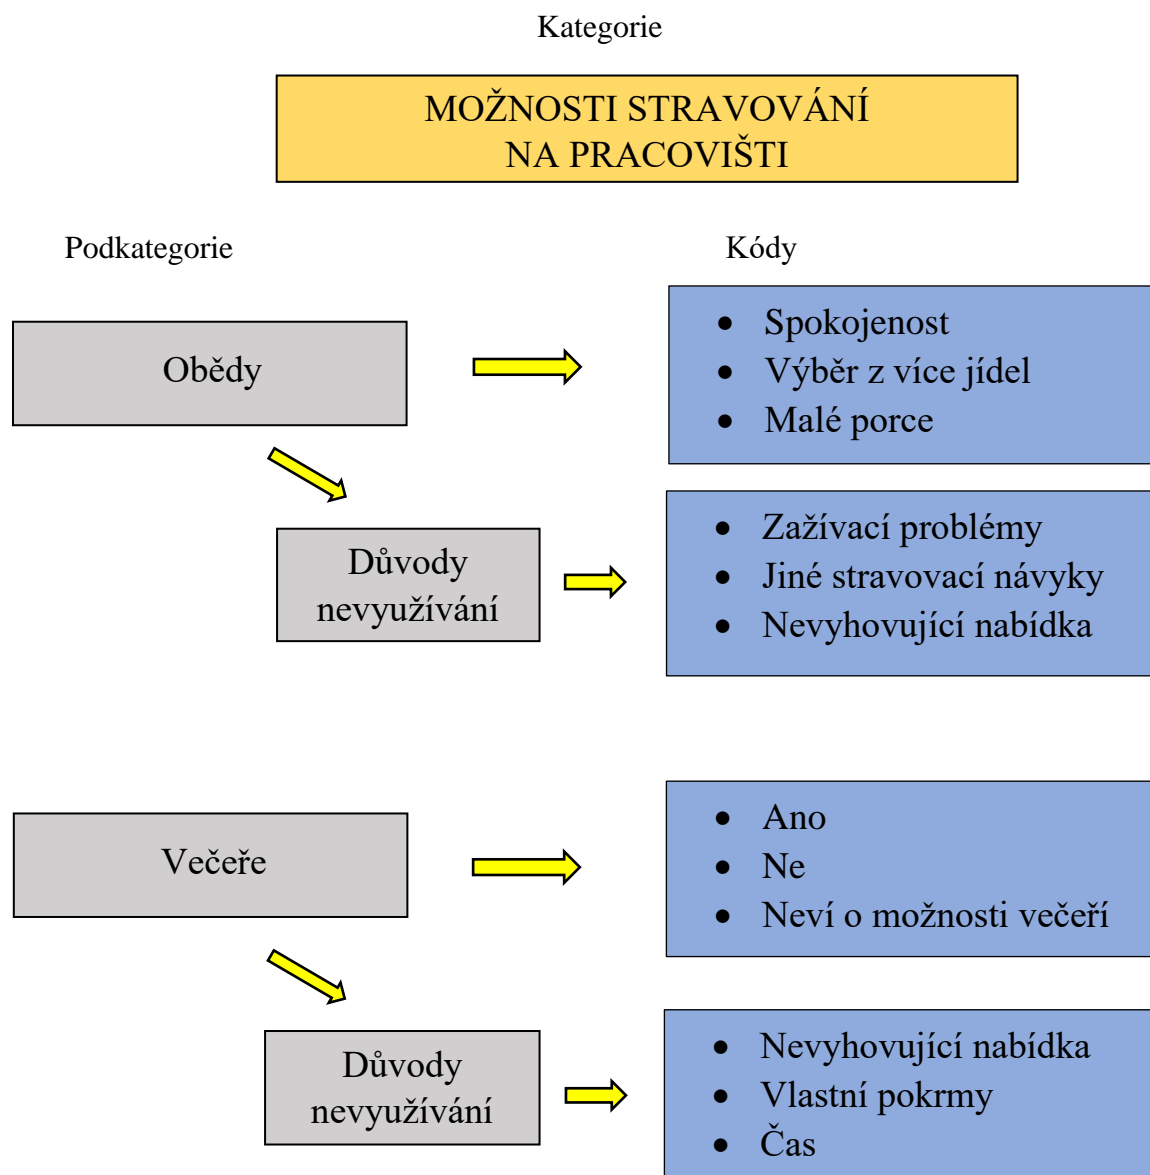 Kategorie
MOŽNOSTI STRAVOVÁNÍ
NA PRACOVIŠTI
Podkategorie
Kódy
Obědy
• Spokojenost
• Výběr z více jídel
• Malé porce
Důvody
nevyužívání
• Zažívací problémy
• Jiné stravovací návyky
• Nevyhovující nabídka
Večeře
• Ano
• Ne
• Neví o možnosti večeří
Důvody
nevyužívání
• Nevyhovující nabídka
• Vlastní pokrmy
• Čas